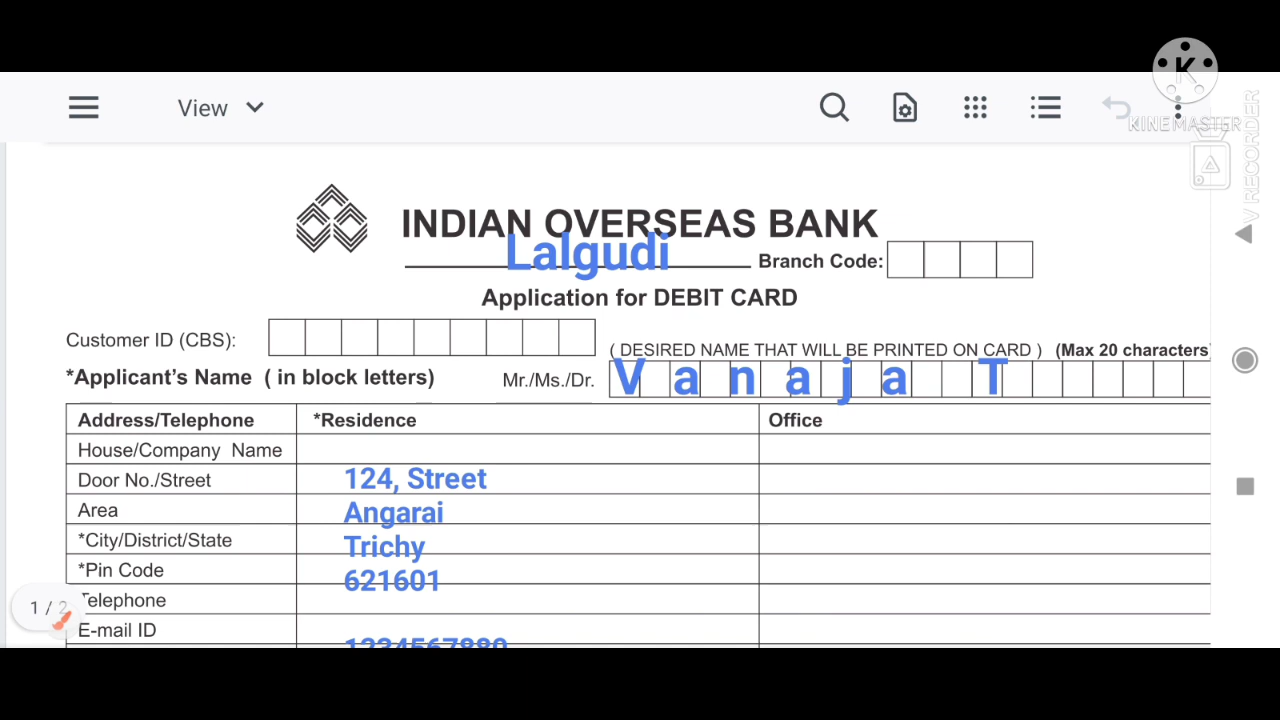 View
KINEMASTER
V RECORDER
INDIAN OVERSEAS BANK
Lalgudi Branch Code:
Application for DEBIT CARD
Customer ID (CBS):
( DESIRED NAME THAT WILL BE PRINTED ON CARD ) (Max 20 characters
*Applicant's Name ( in block letters) Mr./Ms./Dr. V a n a j a T
Address/Telephone *Residence Office
House/Company Name
Door No./Street 124, Street
Area Angarai
*City/District/State Trichy
*Pin Code 621601
1 / 2
Telephone
E-mail ID